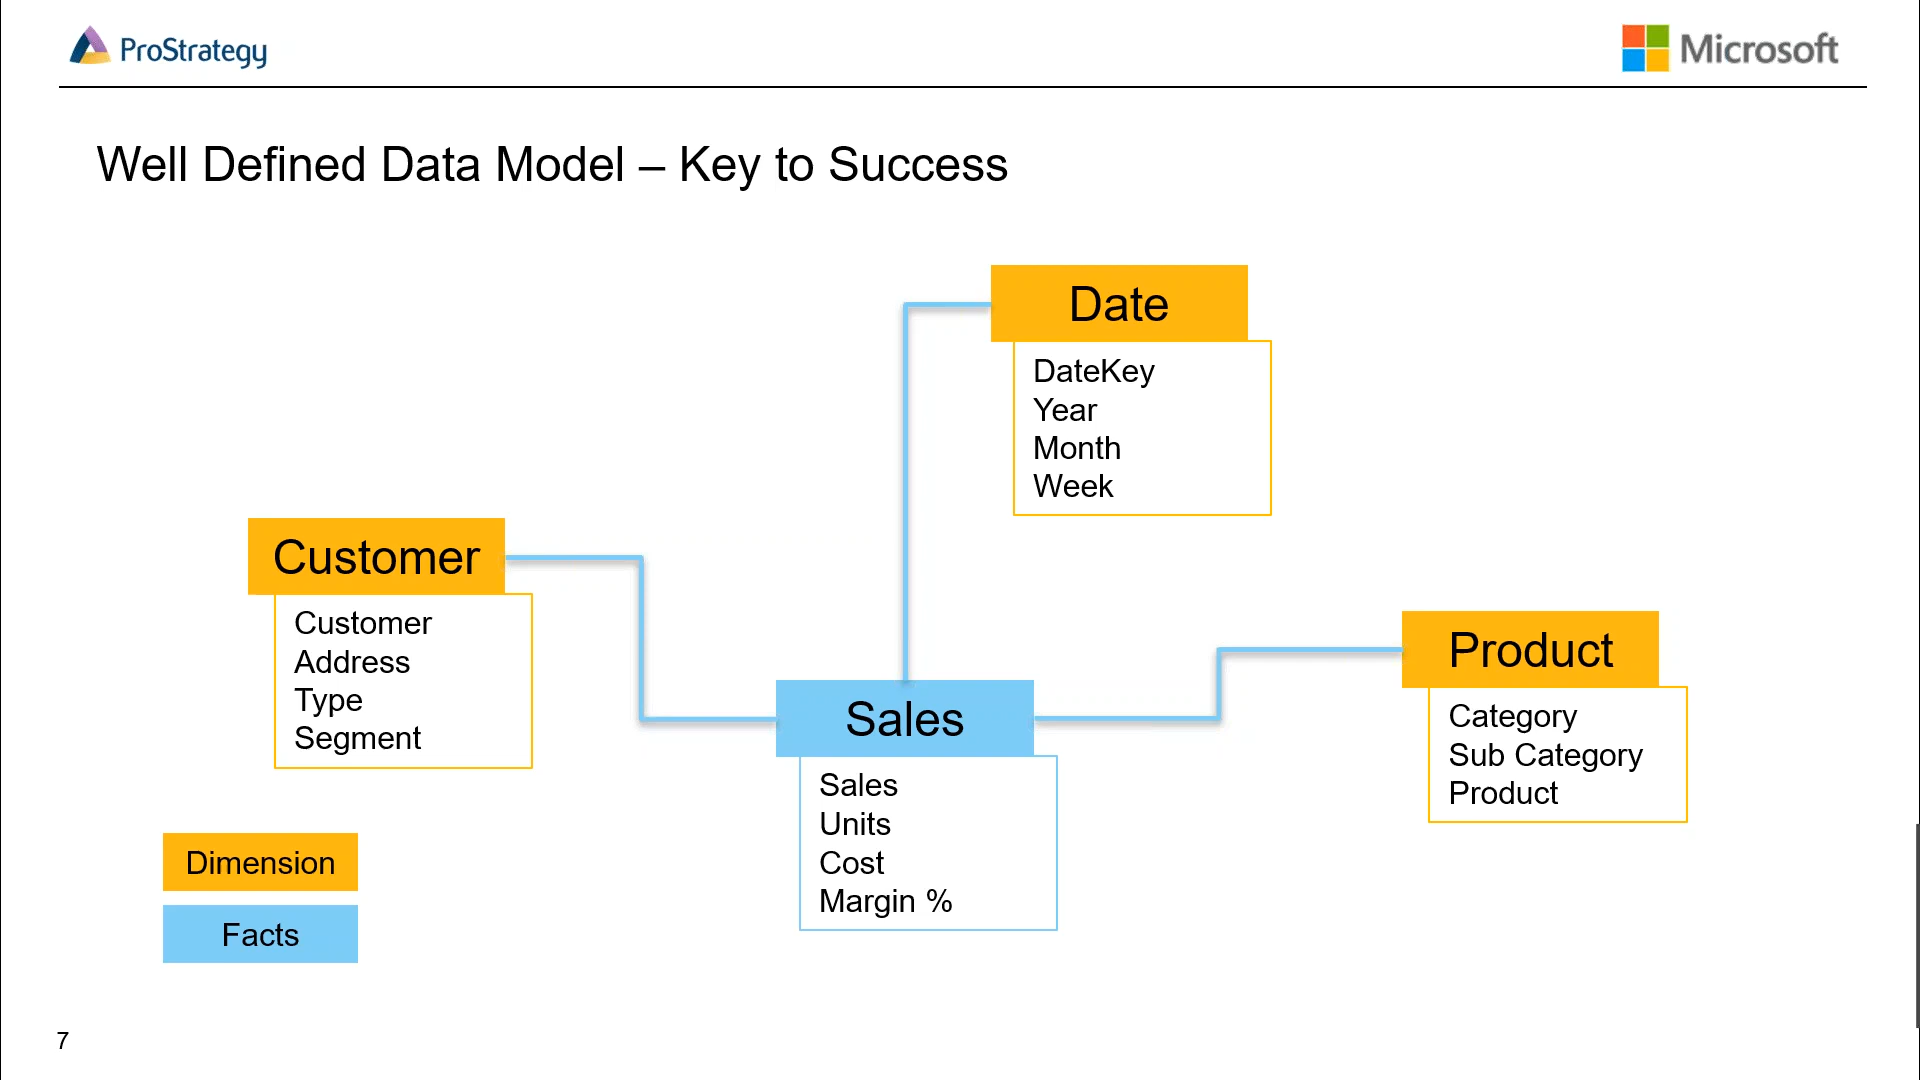 ProStrategy
Microsoft
Well Defined Data Model – Key to Success
Date
DateKey
Year
Month
Week
Customer
Customer
Address
Type
Segment
Product
Category
Sub Category
Product
Sales
Sales
Units
Cost
Margin %
Dimension
Facts
7